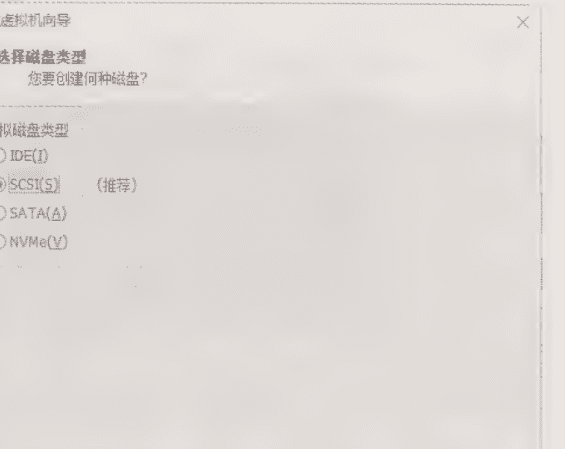 虚拟机向导
选择磁盘类型
您要创建何种磁盘?
拟磁盘类型
IDE(I)
SCSI(S) (推荐)
SATA(A)
NVMe(V)